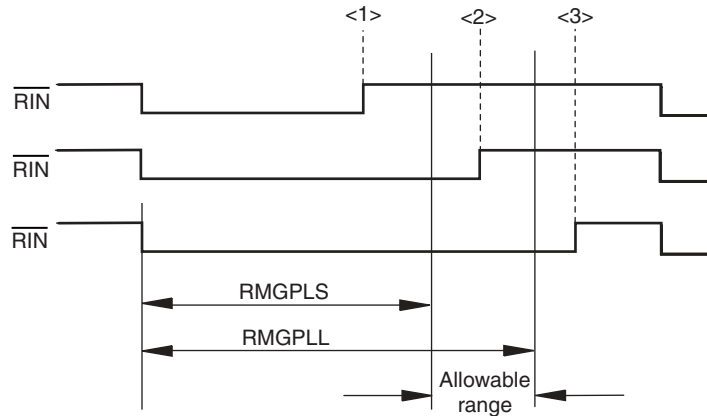 <1> <2> <3>
RIN
RIN
RIN
RMGPLS
RMGPLL
Allowable
range